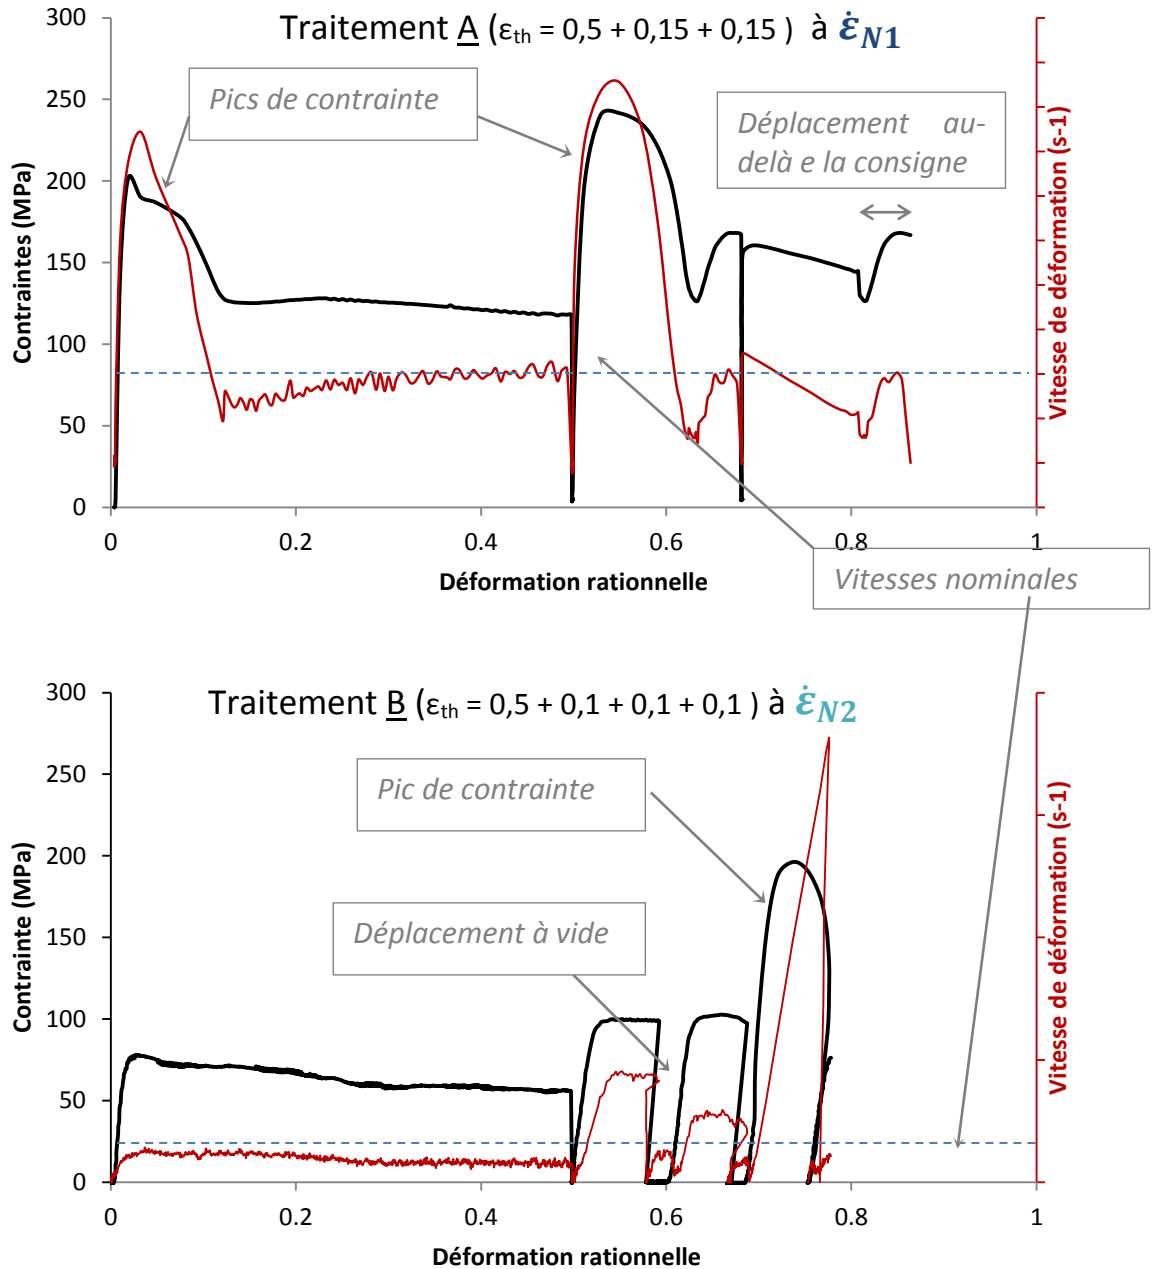 Traitement A (εth = 0,5 + 0,15 + 0,15 ) à ε̇N1
300
250
200
150
100
50
0
Contraintes (MPa)
Pics de contrainte
Déplacement au-
delà e la consigne
Vitesse de déformation (s-1)
0 0.2 0.4 0.6 0.8 1
Déformation rationnelle
Vitesses nominales
Traitement B (εth = 0,5 + 0,1 + 0,1 + 0,1 ) à ε̇N2
300
250
200
150
100
50
0
Contrainte (MPa)
Pic de contrainte
Déplacement à vide
Vitesse de déformation (s-1)
0 0.2 0.4 0.6 0.8 1
Déformation rationnelle